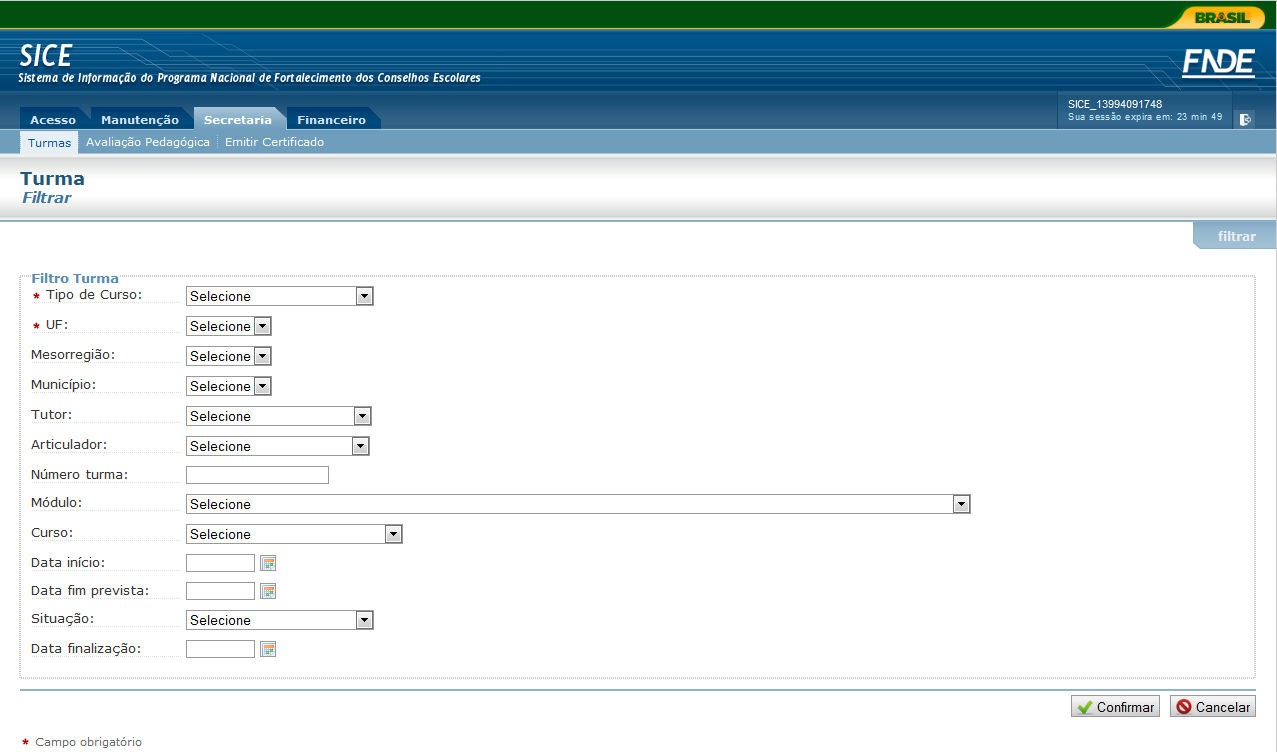 BRASIL
SICE
Sistema de Informação do Programa Nacional de Fortalecimento dos Conselhos Escolares
FNDE
Acesso Manutenção Secretaria Financeiro
SICE_13994091748
Sua sessão expira em: 23 min 49
Turmas Avaliação Pedagógica Emitir Certificado
Turma
Filtrar
filtrar
Filtro Turma
* Tipo de Curso: Selecione
* UF: Selecione
Mesorregião: Selecione
Município: Selecione
Tutor: Selecione
Articulador: Selecione
Número turma:
Módulo: Selecione
Curso: Selecione
Data início:
Data fim prevista:
Situação: Selecione
Data finalização:
Confirmar Cancelar
* Campo obrigatório